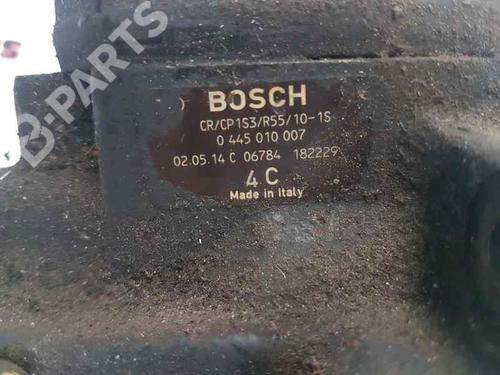 B-PARTS
BOSCH
CR/CP1S3/R55/10-1S
0 445 010 007
02.05.14 C 06784 182229
4 C
Made in Italy